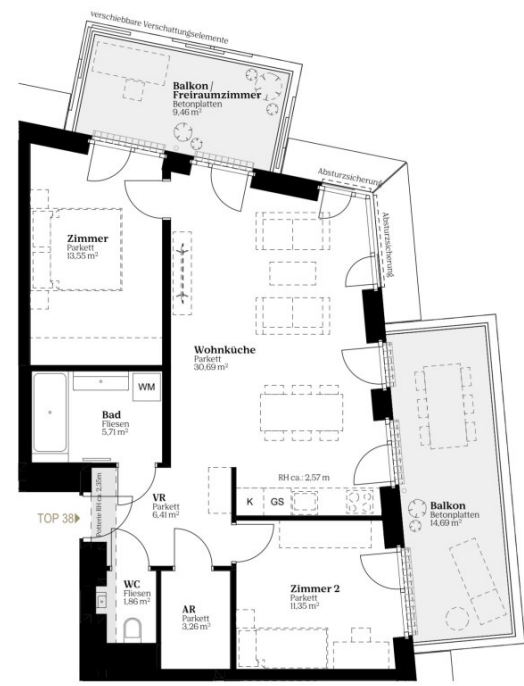 verschiebbare Verschattungselemente
Balkon/
Freiraumzimmer
Betonplatten
9,46 m²
Absturzsicherung
Absturzsicherung
Zimmer
Parkett
13,55 m²
Wohnküche
Parkett
30,69 m²
WM
Bad
Fliesen
5,71 m²
RH ca.: 2,57 m
K
GS
VR
Parkett
6,41 m²
TOP 38
Balkon
Betonplatten
14,69 m²
WC
Fliesen
1,86 m²
AR
Parkett
3,26 m²
Zimmer 2
Parkett
11,35 m²